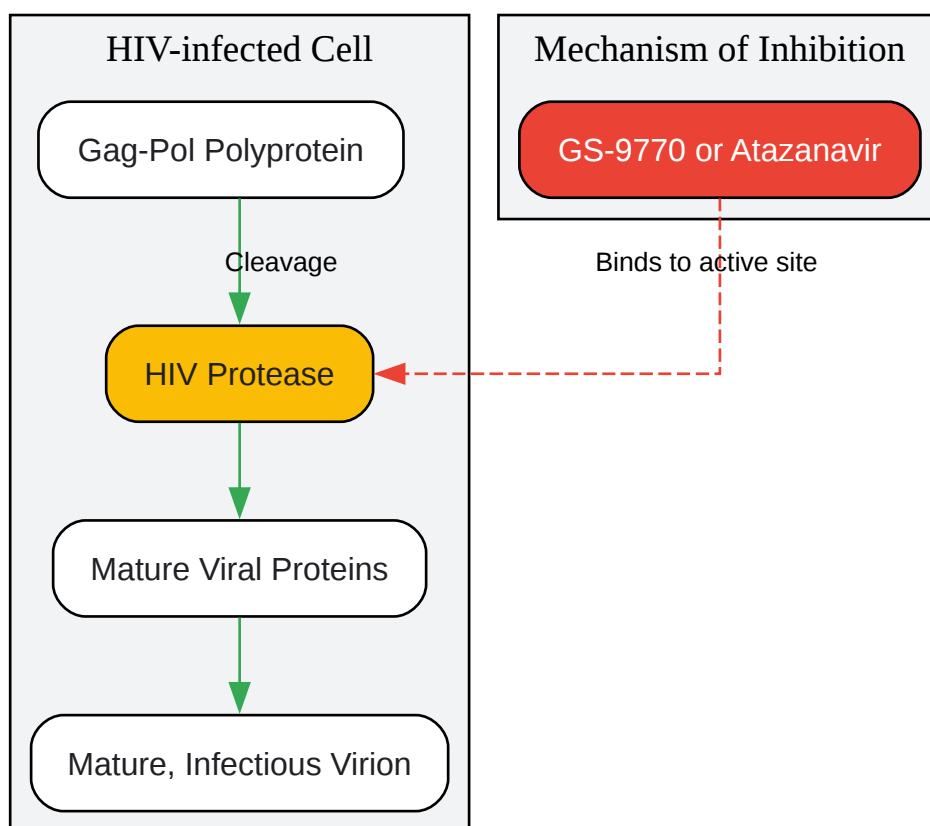 HIV-infected Cell
Gag-Pol Polyprotein
Cleavage
HIV Protease
Mature Viral Proteins
Mature, Infectious Virion
Mechanism of Inhibition
GS-9770 or Atazanavir
Binds to active site